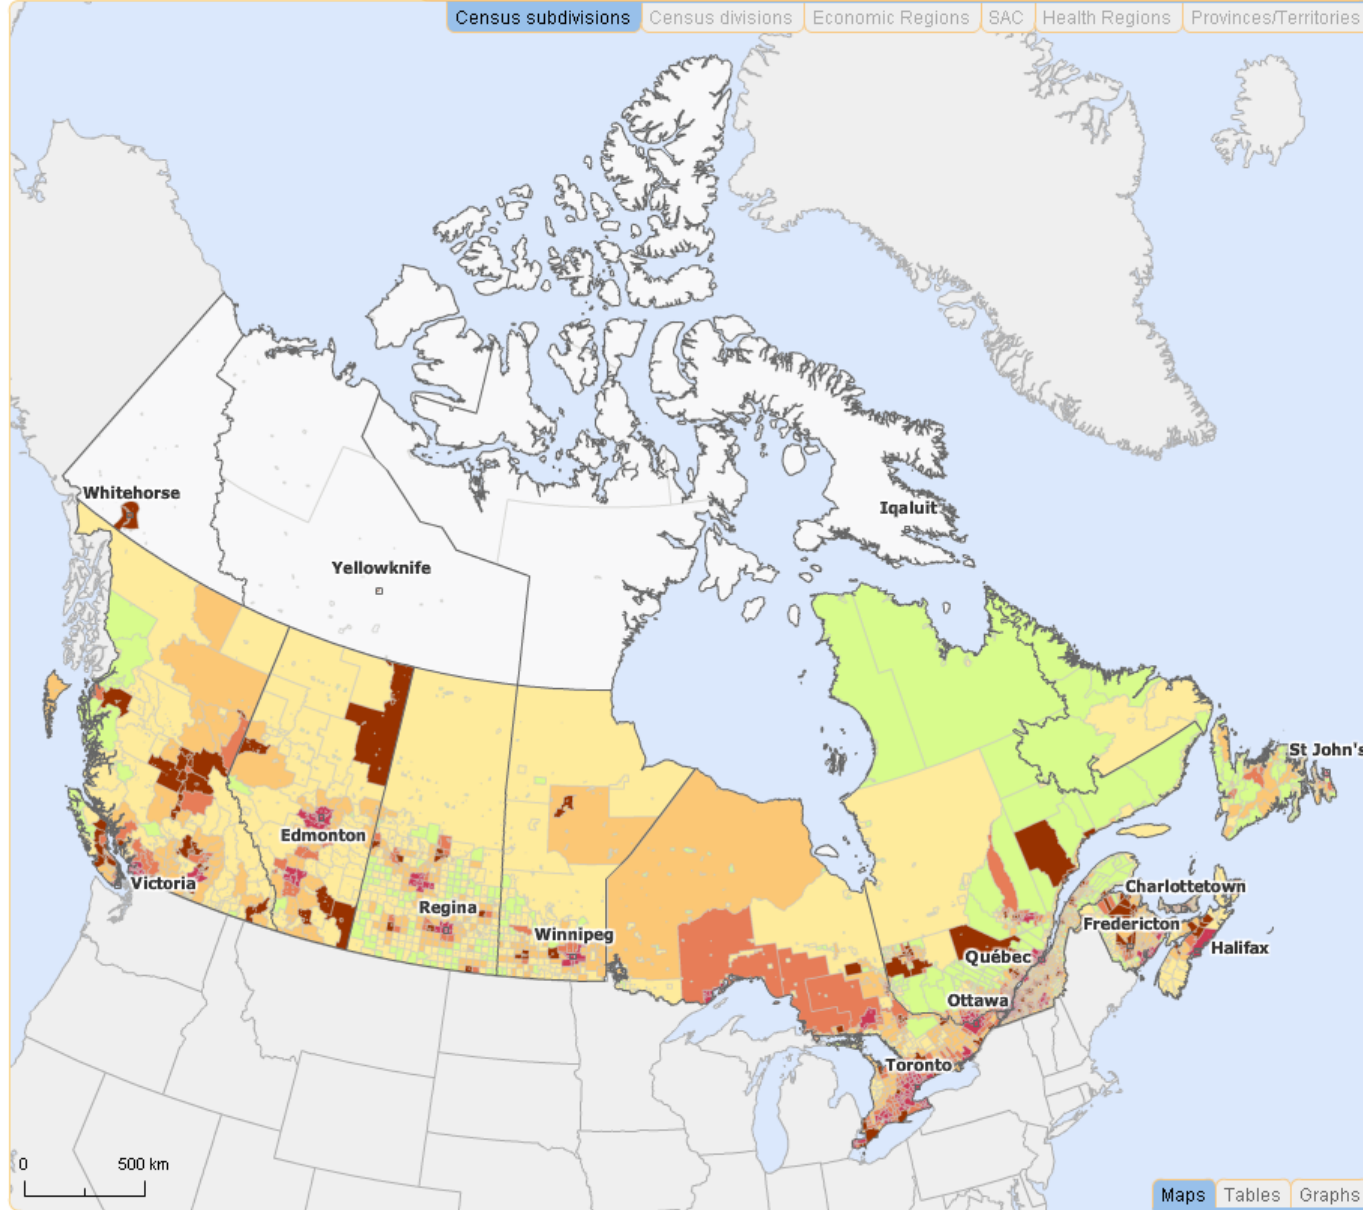 Census subdivisions Census divisions Economic Regions SAC Health Regions Provinces/Territories
Whitehorse
Iqaluit
Yellowknife
St John's
Edmonton
Victoria
Charlottetown
Regina
Fredericton
Winnipeg
Halifax
Québec
Ottawa
Toronto
0 500 km
Maps Tables Graphs